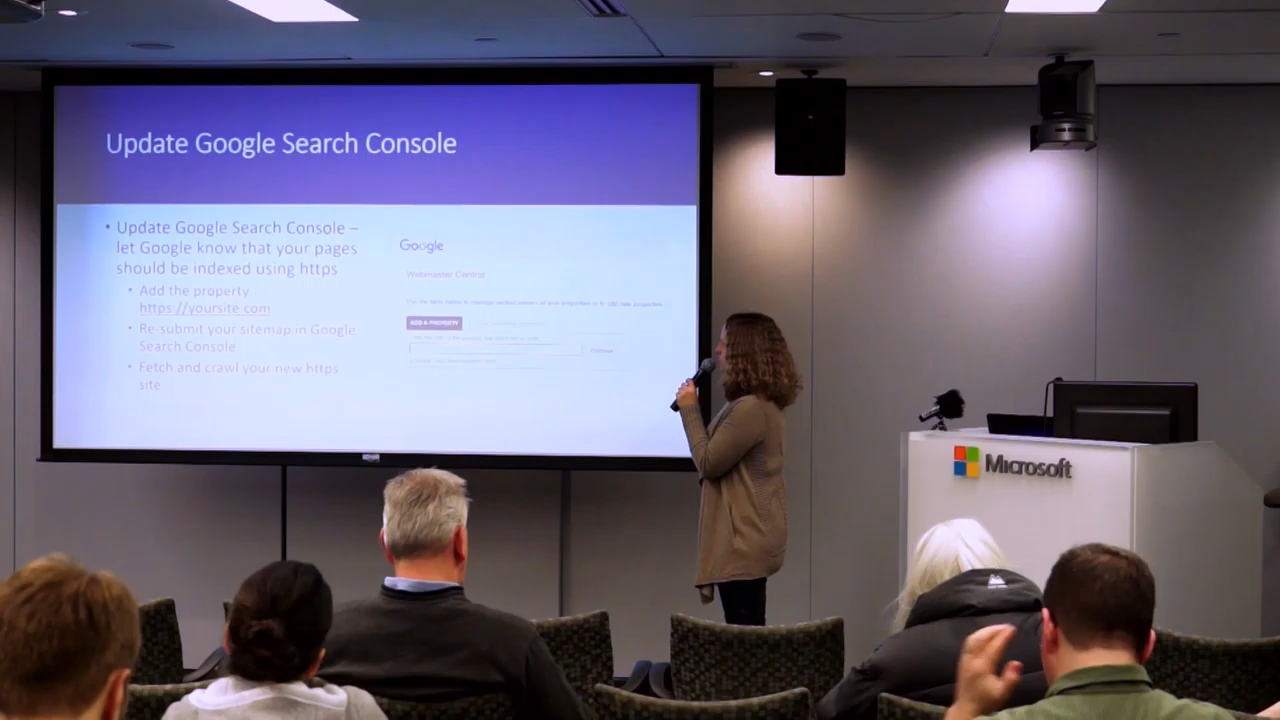 Update Google Search Console
• Update Google Search Console –
let Google know that your pages
should be indexed using https
• Add the property
https://yoursite.com
• Re-submit your sitemap in Google
Search Console
• Fetch and crawl your new https
site
Google
Webmaster Central
ADD A PROPERTY
Continue
Microsoft